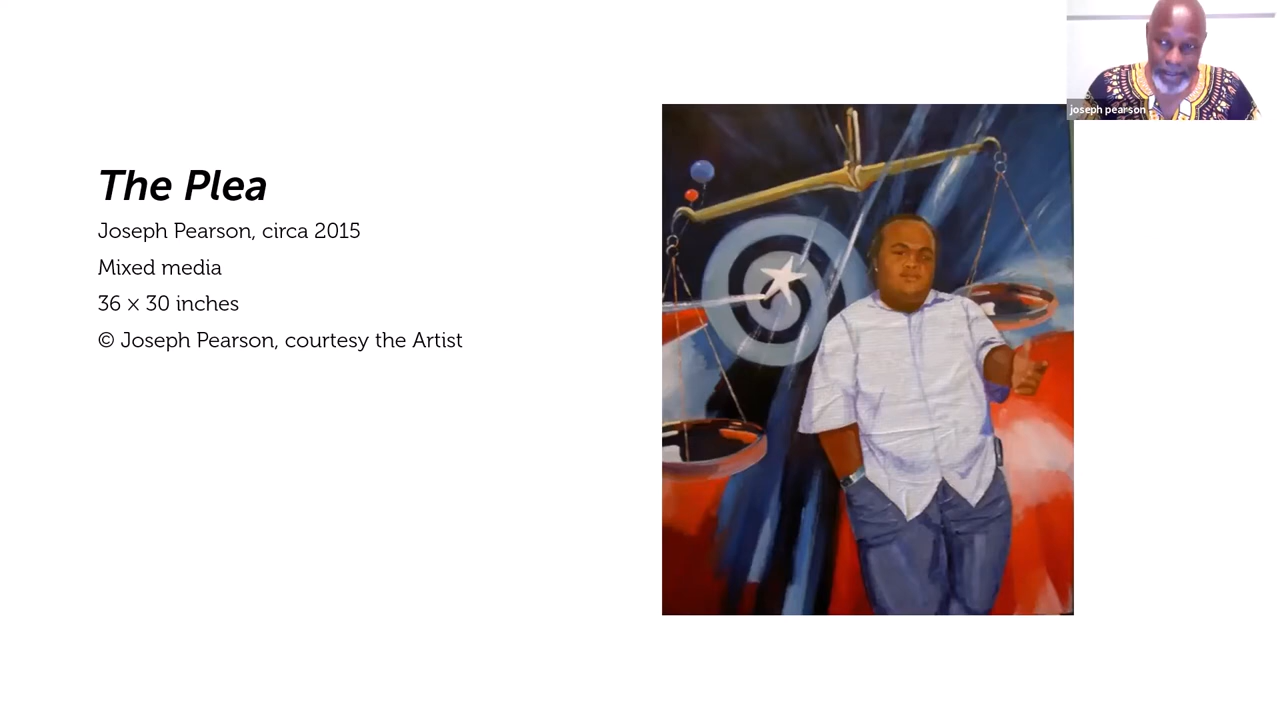 The Plea
Joseph Pearson, circa 2015
Mixed media
36 × 30 inches
© Joseph Pearson, courtesy the Artist
joseph pearson